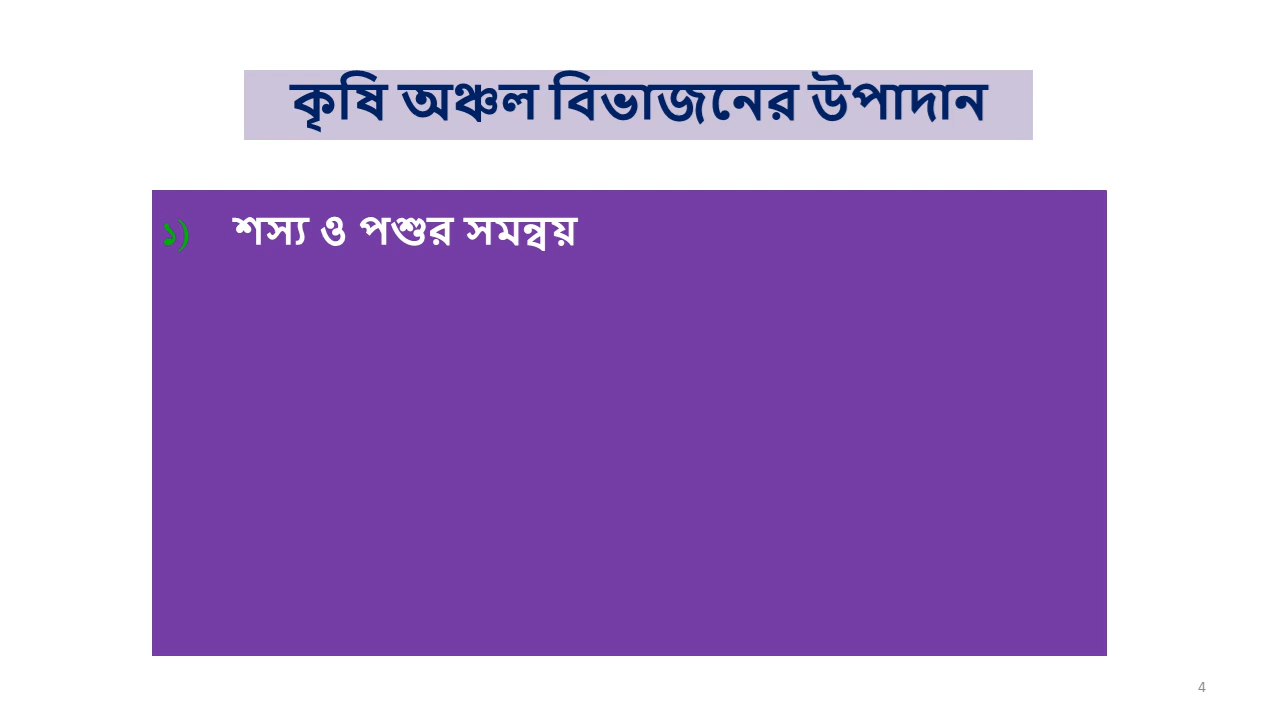 কৃষি অঞ্চল বিভাজনের উপাদান
১) শস্য ও পশুর সমন্বয়
4